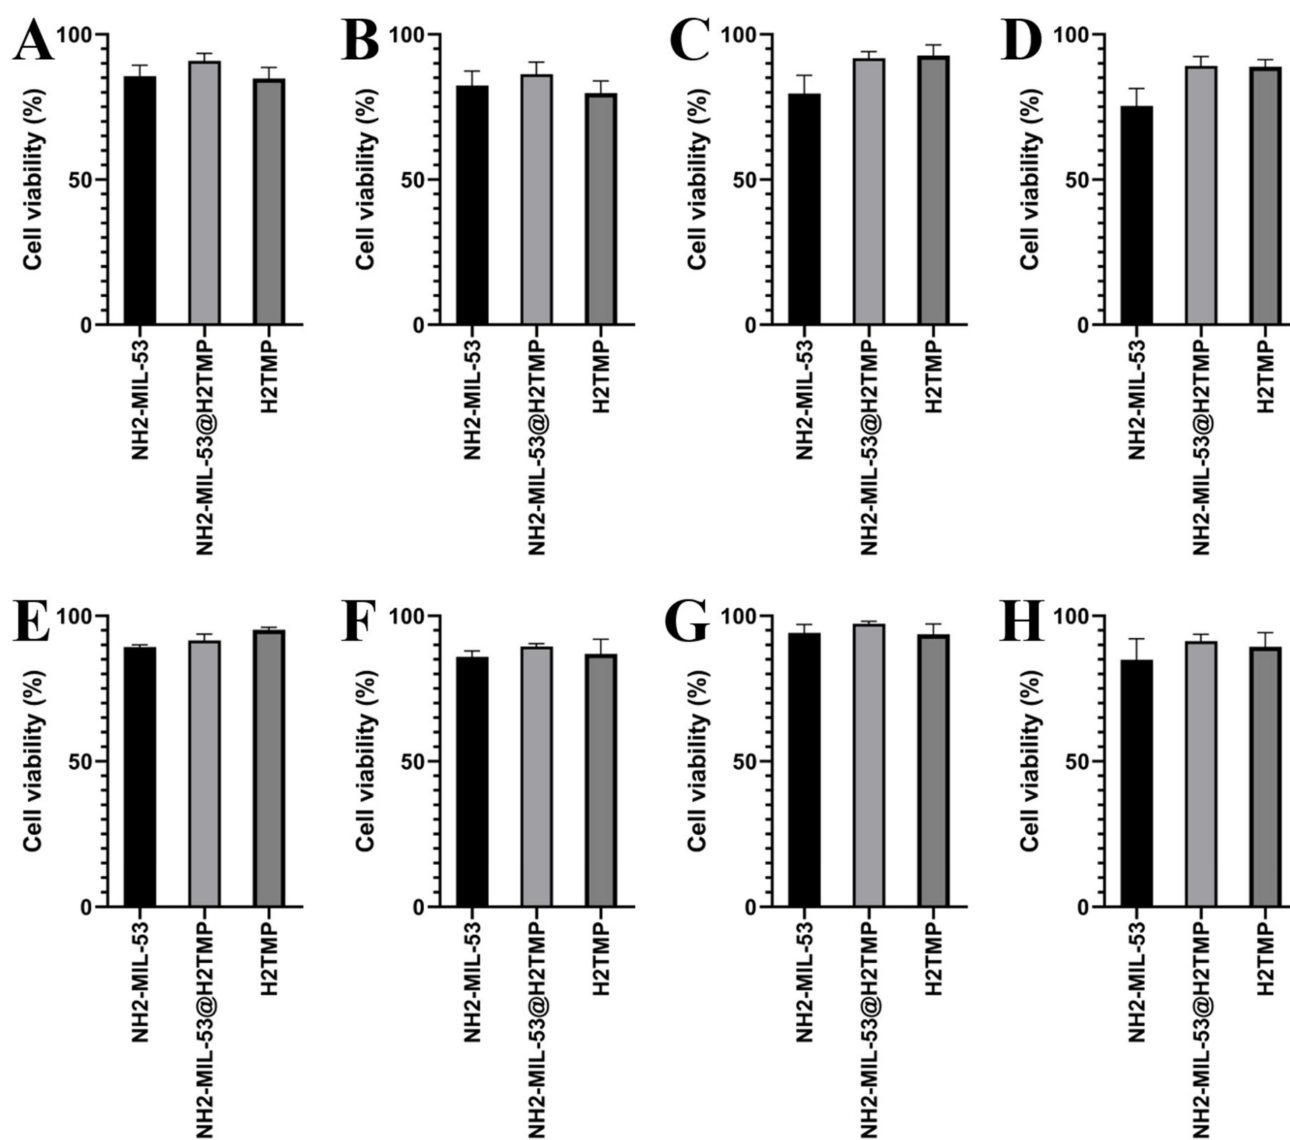 A
Cell viability (%)
100
50
0
NH2-MIL-53
NH2-MIL-53@H2TMP
H2TMP
B
Cell viability (%)
100
50
0
NH2-MIL-53
NH2-MIL-53@H2TMP
H2TMP
C
Cell viability (%)
100
50
0
NH2-MIL-53
NH2-MIL-53@H2TMP
H2TMP
D
Cell viability (%)
100
50
0
NH2-MIL-53
NH2-MIL-53@H2TMP
H2TMP
E
Cell viability (%)
100
50
0
NH2-MIL-53
NH2-MIL-53@H2TMP
H2TMP
F
Cell viability (%)
100
50
0
NH2-MIL-53
NH2-MIL-53@H2TMP
H2TMP
G
Cell viability (%)
100
50
0
NH2-MIL-53
NH2-MIL-53@H2TMP
H2TMP
H
Cell viability (%)
100
50
0
NH2-MIL-53
NH2-MIL-53@H2TMP
H2TMP